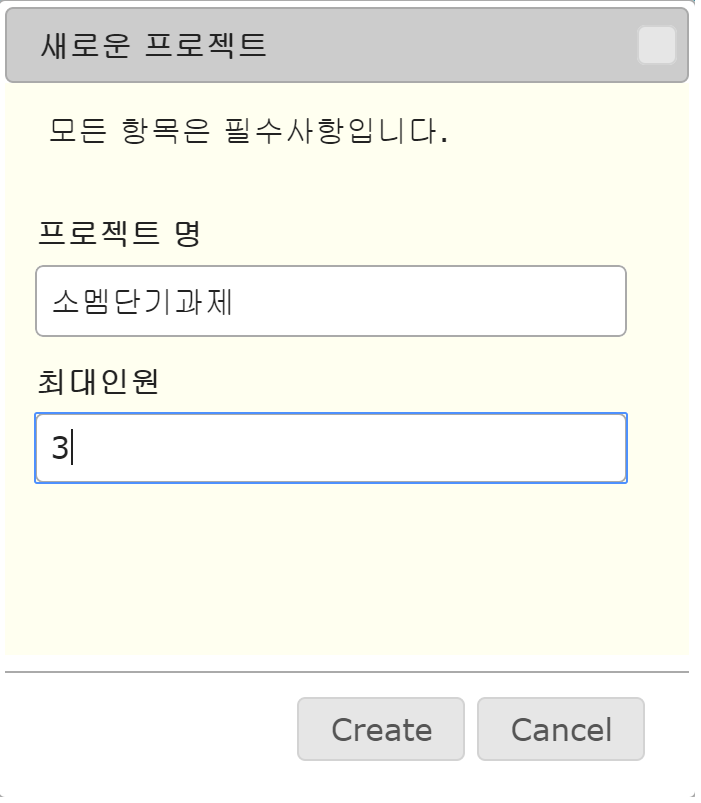 새로운 프로젝트
모든 항목은 필수사항입니다.
프로젝트 명
소멤단기과제
최대인원
3
Create Cancel